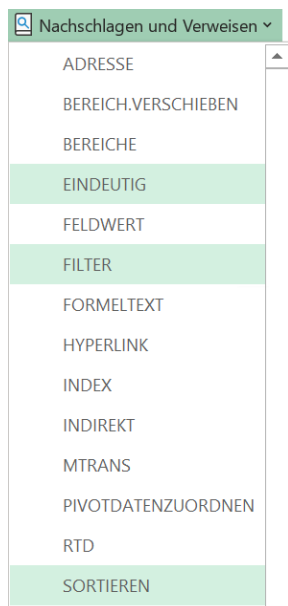 Nachschlagen und Verweisen
ADRESSE
BEREICH.VERSCHIEBEN
BEREICHE
EINDEUTIG
FELDWERT
FILTER
FORMELTEXT
HYPERLINK
INDEX
INDIREKT
MTRANS
PIVOTDATENZUORDNEN
RTD
SORTIEREN